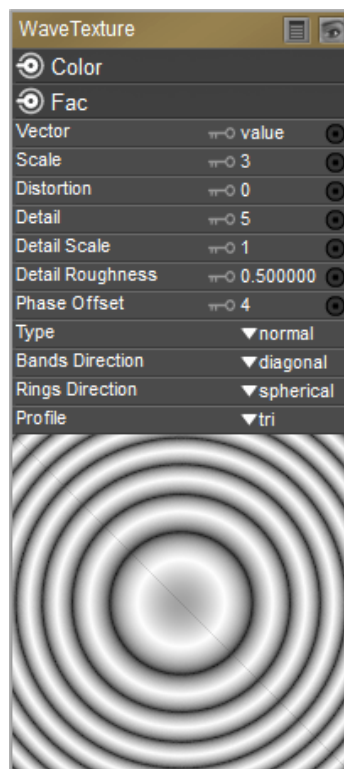 WaveTexture
Color
Fac
Vector value
Scale 3
Distortion 0
Detail 5
Detail Scale 1
Detail Roughness 0.500000
Phase Offset 4
Type normal
Bands Direction diagonal
Rings Direction spherical
Profile tri